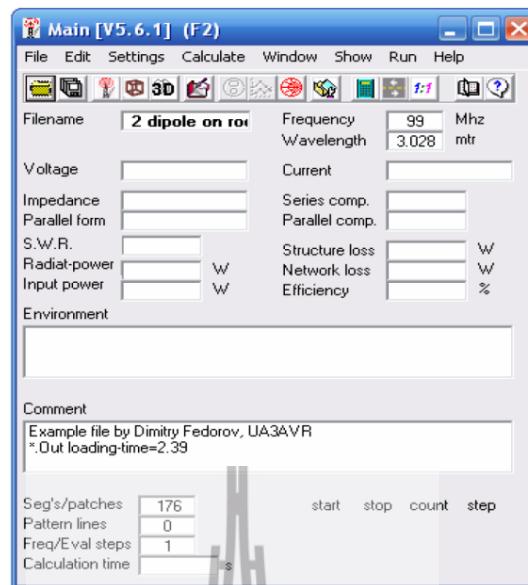 Main [V5.6.1] (F2)
File Edit Settings Calculate Window Show Run Help
3D 1:1
Filename 2 dipole on Frequency 99 Mhz
Wavelength 3.028 mtr
Voltage Current
Impedance Series comp.
Parallel form Parallel comp.
S.W.R. Structure loss W
Radiat-power W Network loss W
Input power W Efficiency %
Environment
Comment
Example file by Dimitry Fedorov, UA3AVR
*.Out loading-time=2.39
Seg's/patches 176 start stop count step
Pattern lines 0
Freq/Eval steps 1
Calculation time s